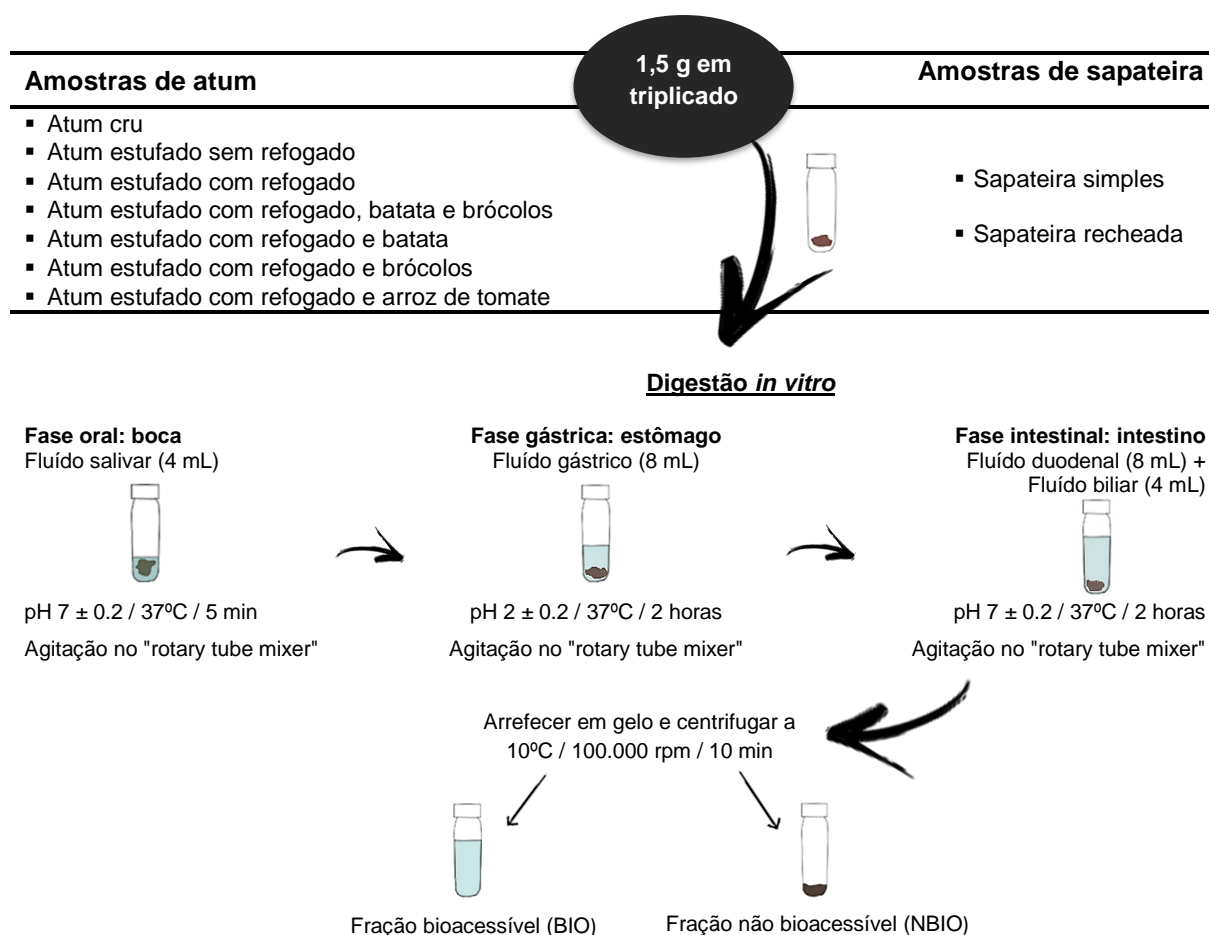 1,5 g em
triplicado
Amostras de atum
Amostras de sapateira
▪ Atum cru
▪ Atum estufado sem refogado
▪ Atum estufado com refogado
▪ Atum estufado com refogado, batata e brócolos
▪ Atum estufado com refogado e batata
▪ Atum estufado com refogado e brócolos
▪ Atum estufado com refogado e arroz de tomate
▪ Sapateira simples
▪ Sapateira recheada
Digestão in vitro
Fase oral: boca
Fluído salivar (4 mL)
pH 7 ± 0.2 / 37ºC / 5 min
Agitação no "rotary tube mixer"
Fase gástrica: estômago
Fluído gástrico (8 mL)
pH 2 ± 0.2 / 37ºC / 2 horas
Agitação no "rotary tube mixer"
Fase intestinal: intestino
Fluído duodenal (8 mL) +
Fluído biliar (4 mL)
pH 7 ± 0.2 / 37ºC / 2 horas
Agitação no "rotary tube mixer"
Arrefecer em gelo e centrifugar a
10ºC / 100.000 rpm / 10 min
Fração bioacessível (BIO)
Fração não bioacessível (NBIO)